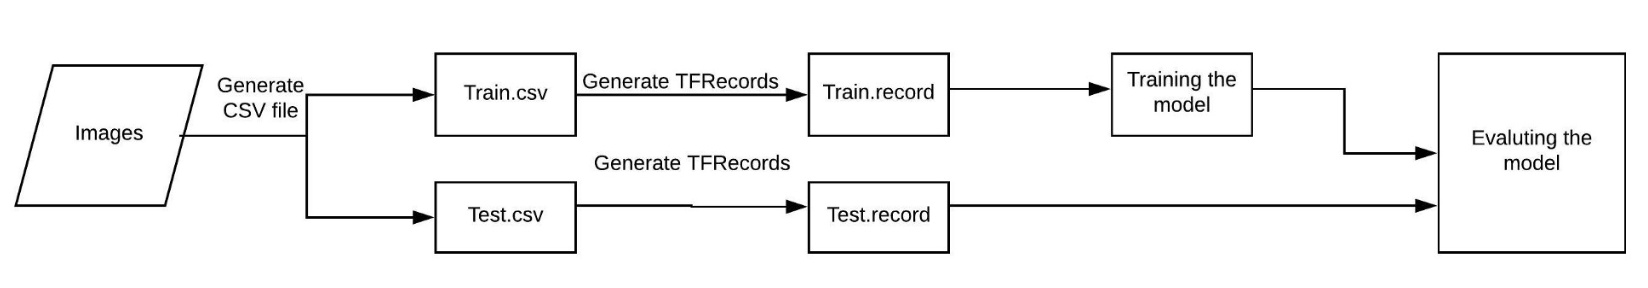 Images
Generate
CSV file
Train.csv
Generate TFRecords
Train.record
Training the
model
Test.csv
Generate TFRecords
Test.record
Evaluting the
model